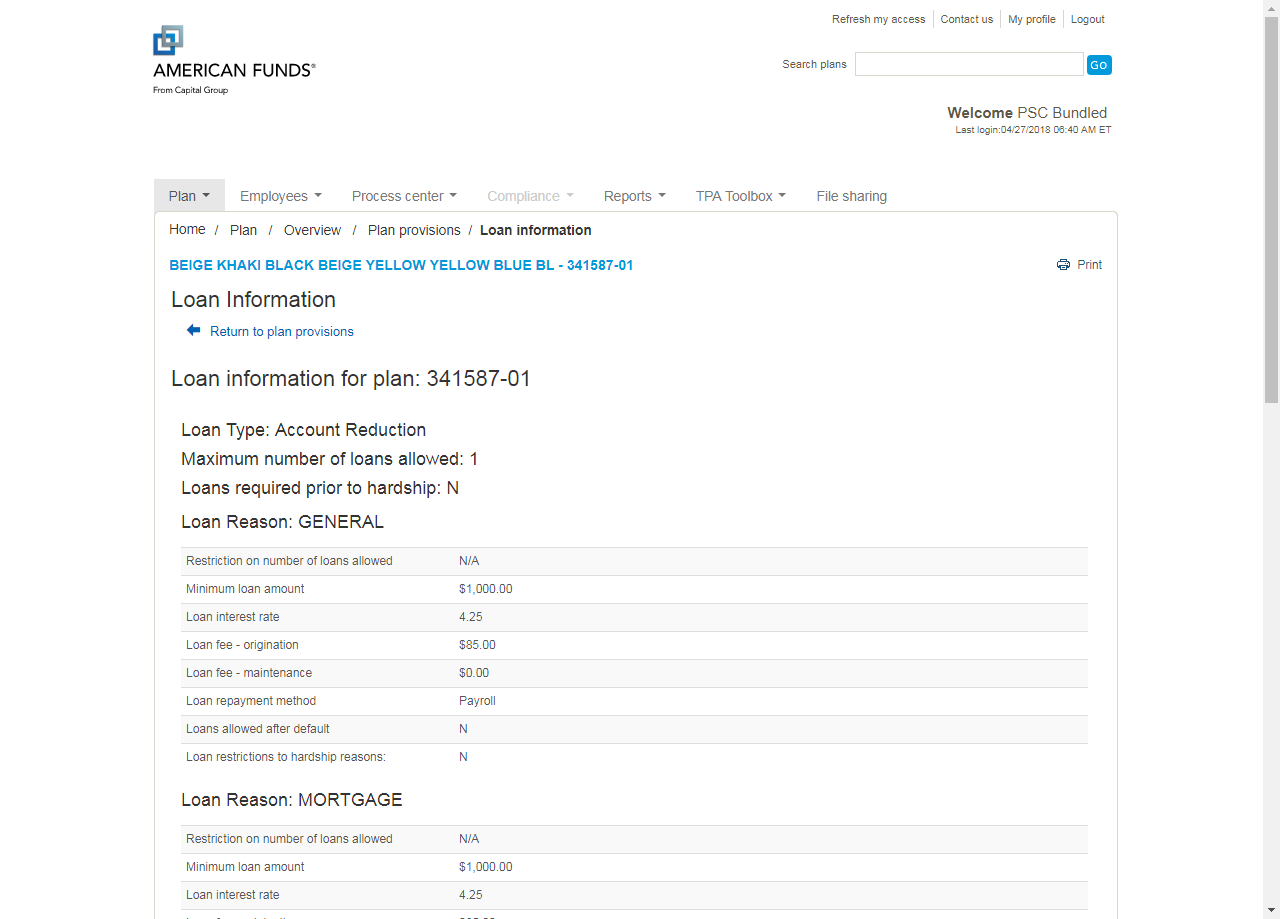 Refresh my access
Contact us
My profile
Logout
AMERICAN FUNDS®
From Capital Group
Search plans
Go
Welcome PSC Bundled
Last login:04/27/2018 06:40 AM ET
Plan
Employees
Process center
Compliance
Reports
TPA Toolbox
File sharing
Home / Plan / Overview / Plan provisions / Loan information
BEIGE KHAKI BLACK BEIGE YELLOW YELLOW BLUE BL - 341587-01
Print
Loan Information
Return to plan provisions
Loan information for plan: 341587-01
Loan Type: Account Reduction
Maximum number of loans allowed: 1
Loans required prior to hardship: N
Loan Reason: GENERAL
Restriction on number of loans allowed N/A
Minimum loan amount $1,000.00
Loan interest rate 4.25
Loan fee - origination $85.00
Loan fee - maintenance $0.00
Loan repayment method Payroll
Loans allowed after default N
Loan restrictions to hardship reasons: N
Loan Reason: MORTGAGE
Restriction on number of loans allowed N/A
Minimum loan amount $1,000.00
Loan interest rate 4.25